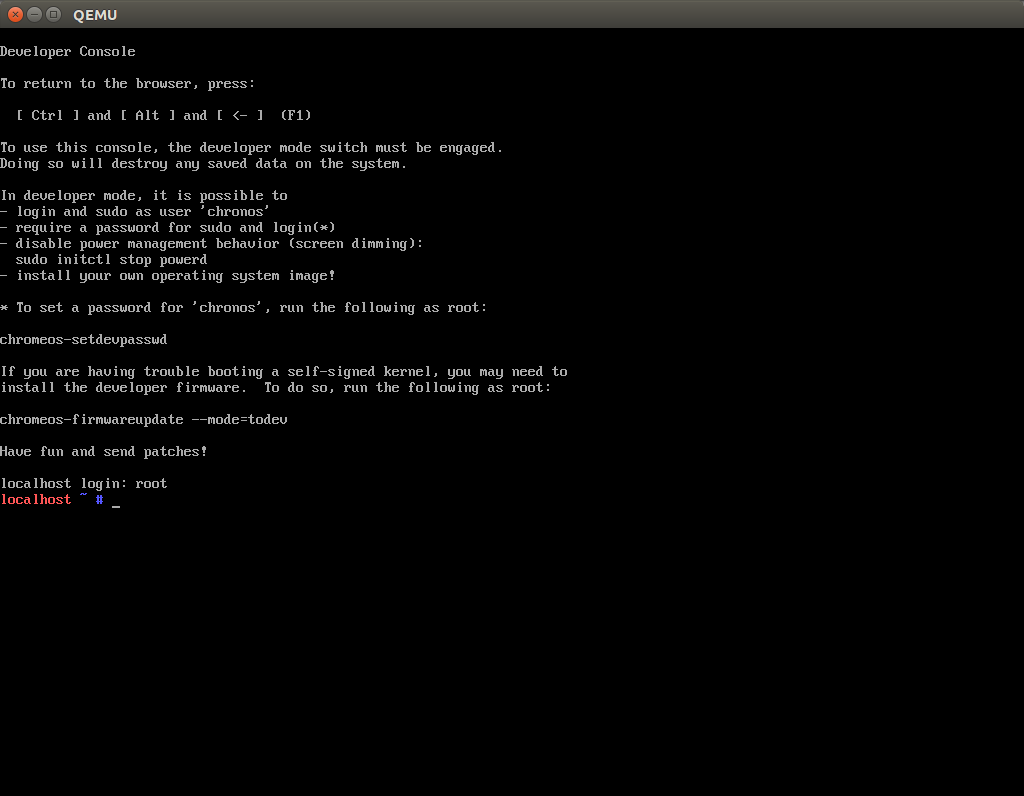 QEMU
Developer Console
To return to the browser, press:
[ Ctrl ] and [ Alt ] and [ <- ]  (F1)
To use this console, the developer mode switch must be engaged.
Doing so will destroy any saved data on the system.
In developer mode, it is possible to
- login and sudo as user 'chronos'
- require a password for sudo and login(*)
- disable power management behavior (screen dimming):
sudo initctl stop powerd
- install your own operating system image!
* To set a password for 'chronos', run the following as root:
chromeos-setdevpasswd
If you are having trouble booting a self-signed kernel, you may need to
install the developer firmware.  To do so, run the following as root:
chromeos-firmwareupdate --mode=todev
Have fun and send patches!
localhost login: root
localhost ~ # _